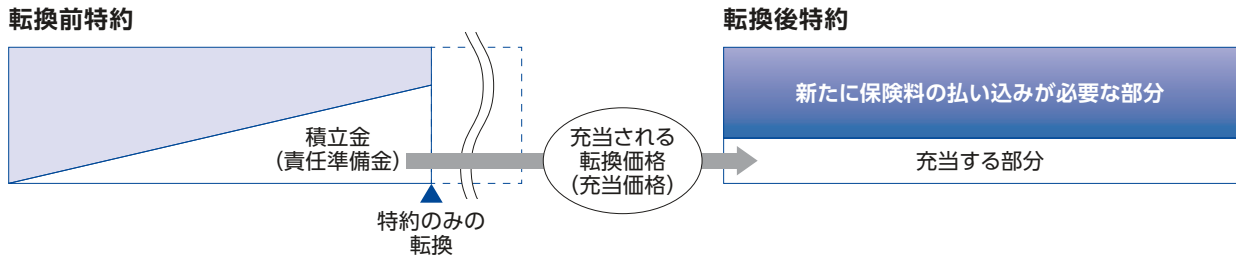 転換前特約
転換後特約
新たに保険料の払い込みが必要な部分
積立金
(責任準備金)
充当される
転換価格
(充当価格)
充当する部分
特約のみの
転換